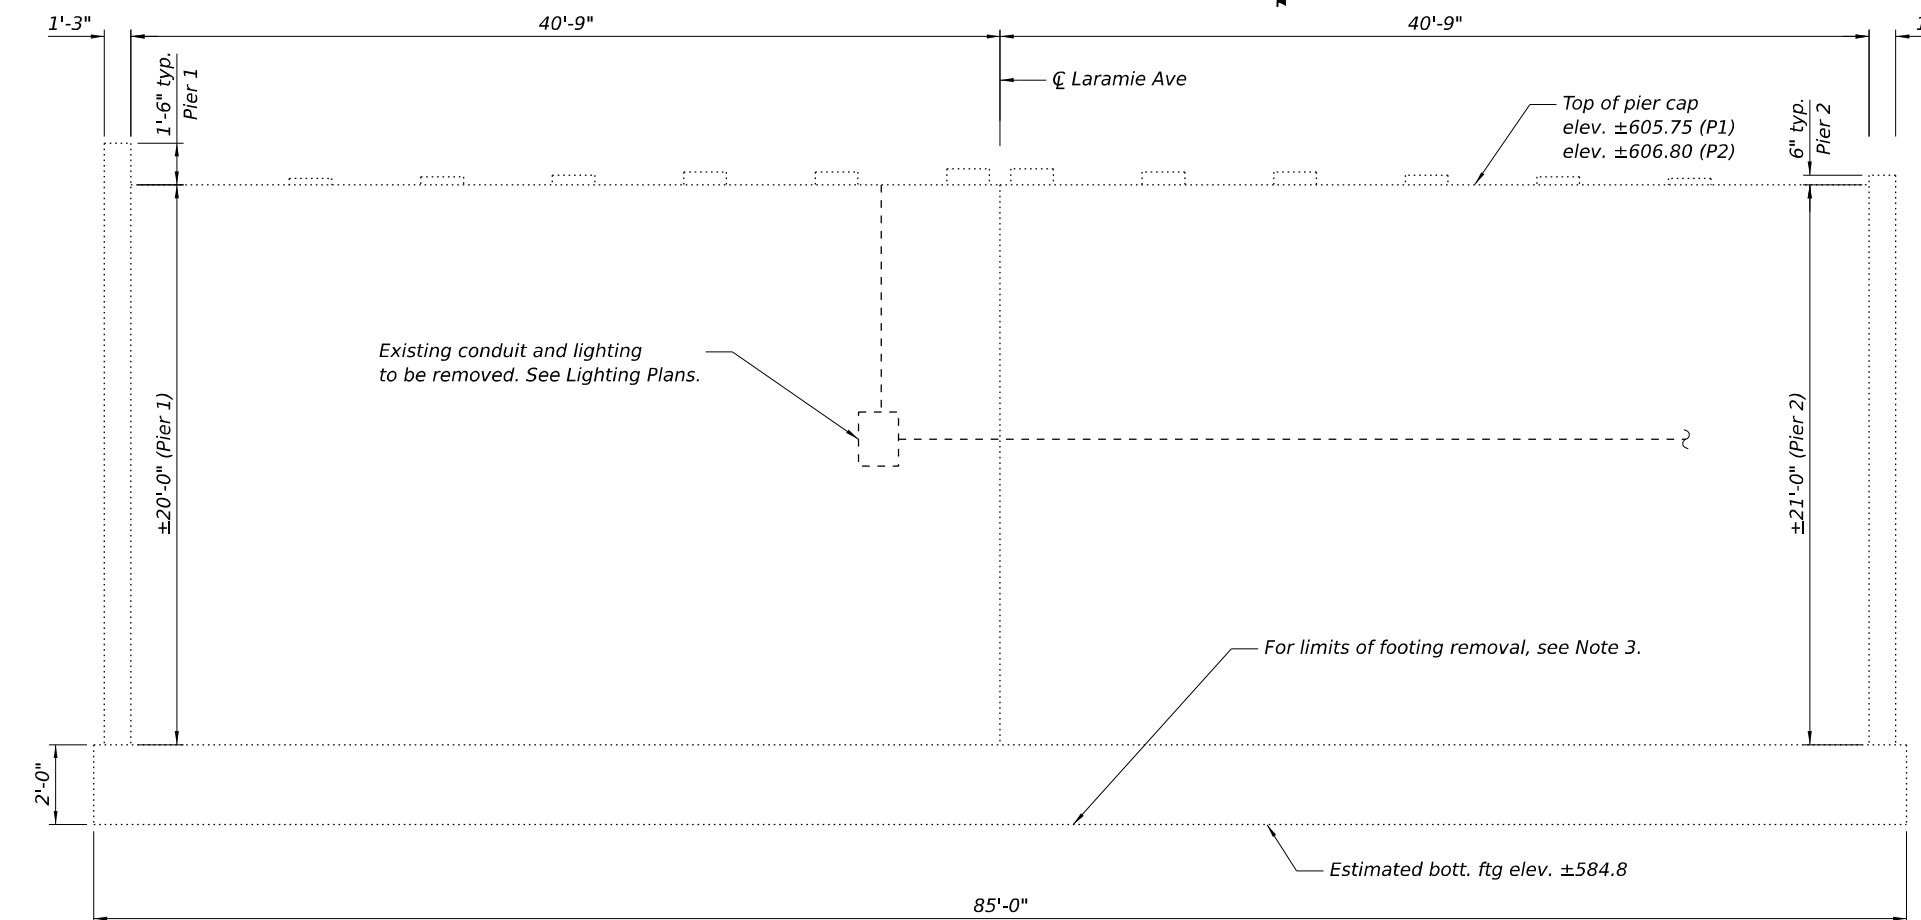 1'-3"
40'-9"
40'-9"
1'-6" typ.
Pier 1
℄ Laramie Ave
Top of pier cap
elev. ±605.75 (P1)
elev. ±606.80 (P2)
6" typ.
Pier 2
Existing conduit and lighting
to be removed. See Lighting Plans.
±20'-0" (Pier 1)
±21'-0" (Pier 2)
For limits of footing removal, see Note 3.
2'-0"
Estimated bott. ftg elev. ±584.8
85'-0"